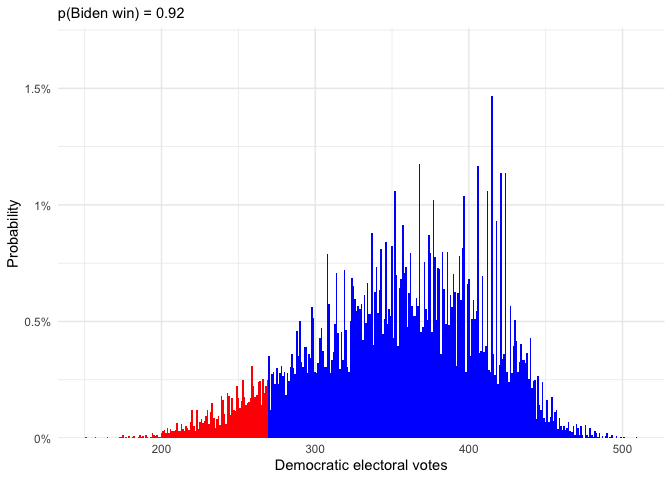 p(Biden win) = 0.92
1.5%
1%
0.5%
0%
Probability
200 300 400 500
Democratic electoral votes